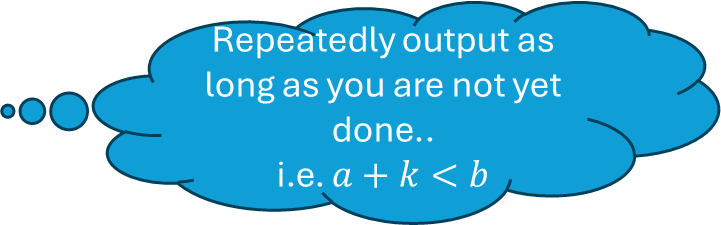 Repeatedly output as
long as you are not yet
done..
i.e. 𝑎 + 𝑘 < 𝑏